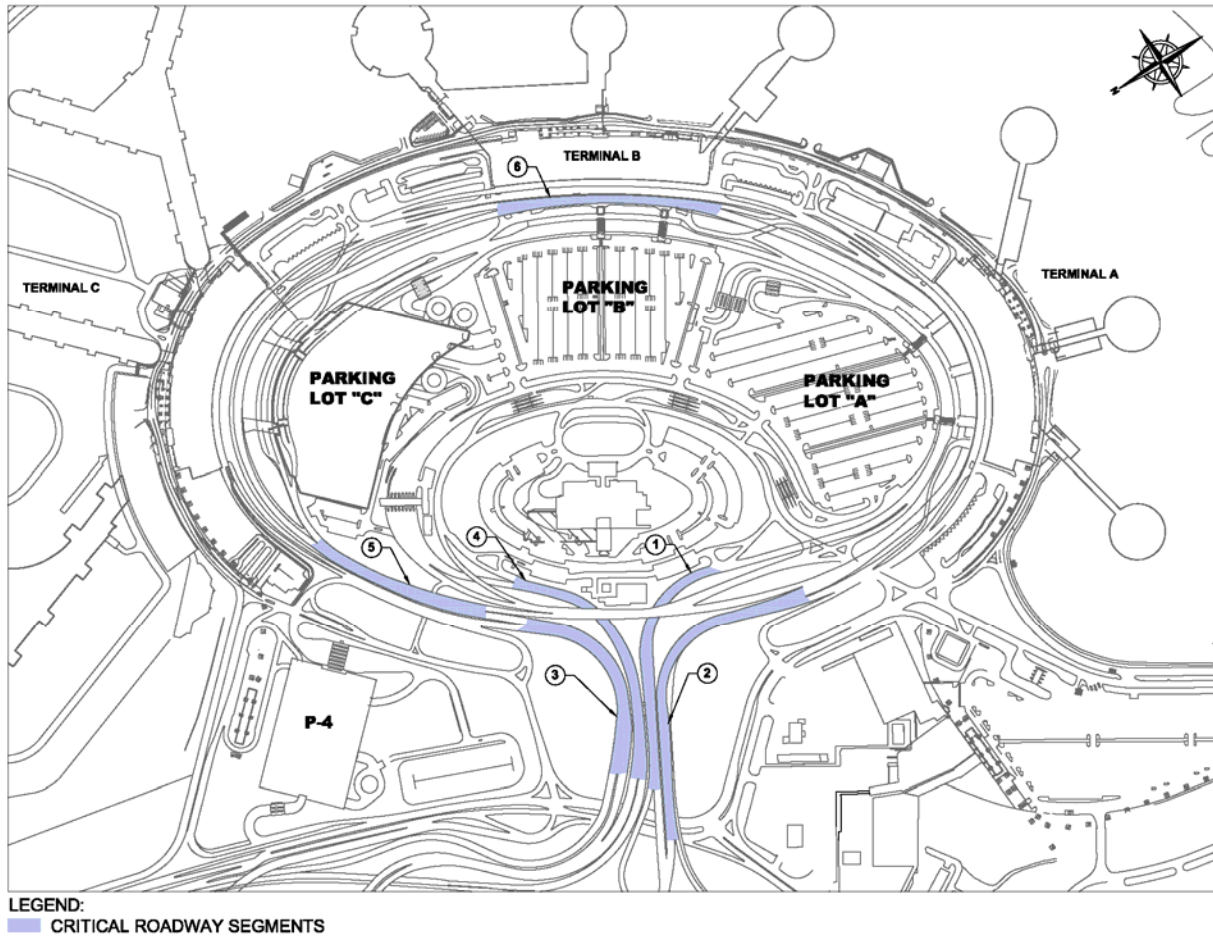 N
TERMINAL B
6
TERMINAL C
TERMINAL A
PARKING
LOT "B"
PARKING
LOT "C"
PARKING
LOT "A"
4
1
5
3
2
P-4
LEGEND:
CRITICAL ROADWAY SEGMENTS